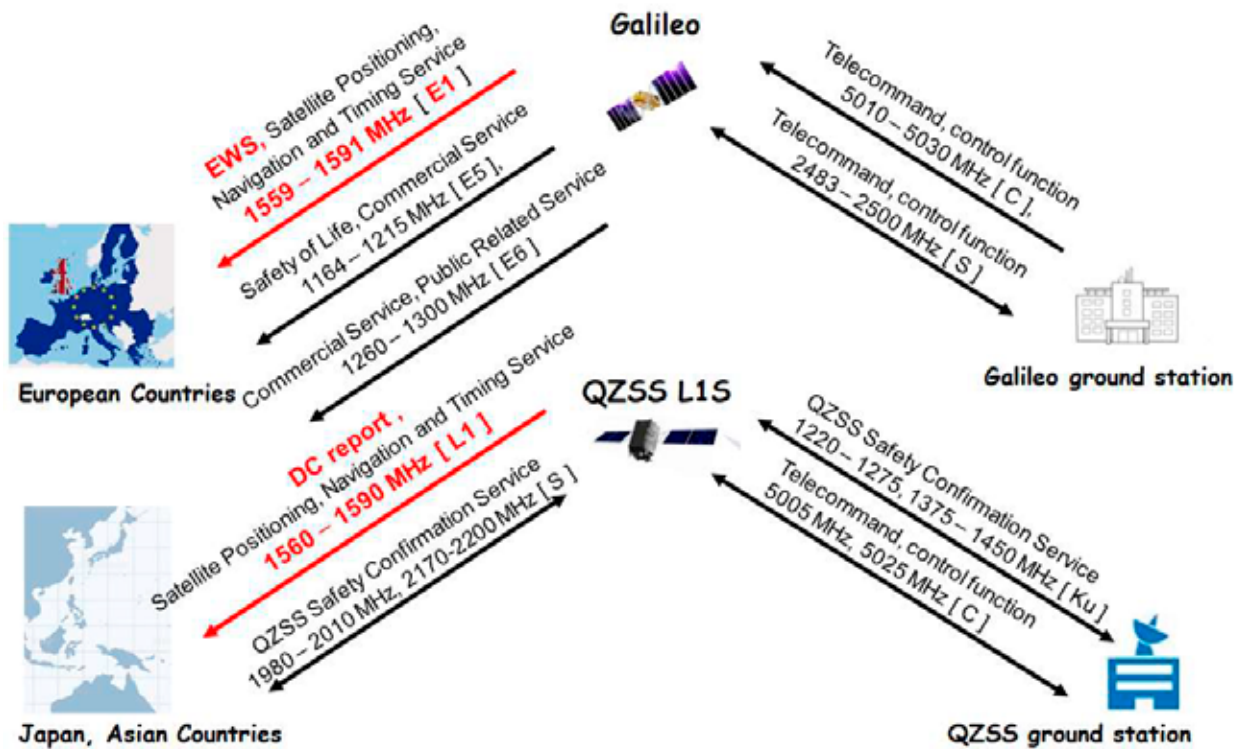 Galileo
EWS, Satellite Positioning,
Navigation and Timing Service
1559 – 1591 MHz [ E1 ]
Safety of Life, Commercial Service
1164 – 1215 MHz [ E5 ],
Commercial Service, Public Related Service
1260 – 1300 MHz [ E6 ]
Telecommand, control function
5010 – 5030 MHz [ C ],
Telecommand, control function
2483 – 2500 MHz [ S ]
European Countries
Galileo ground station
QZSS L1S
DC report ,
Satellite Positioning, Navigation and Timing Service
1560 – 1590 MHz [ L1 ]
QZSS Safety Confirmation Service
1980 – 2010 MHz, 2170-2200 MHz [ S ]
QZSS Safety Confirmation Service
1220 – 1275, 1375 – 1450 MHz [ Ku ]
Telecommand, control function
5005 MHz, 5025 MHz [ C ]
Japan, Asian Countries
QZSS ground station